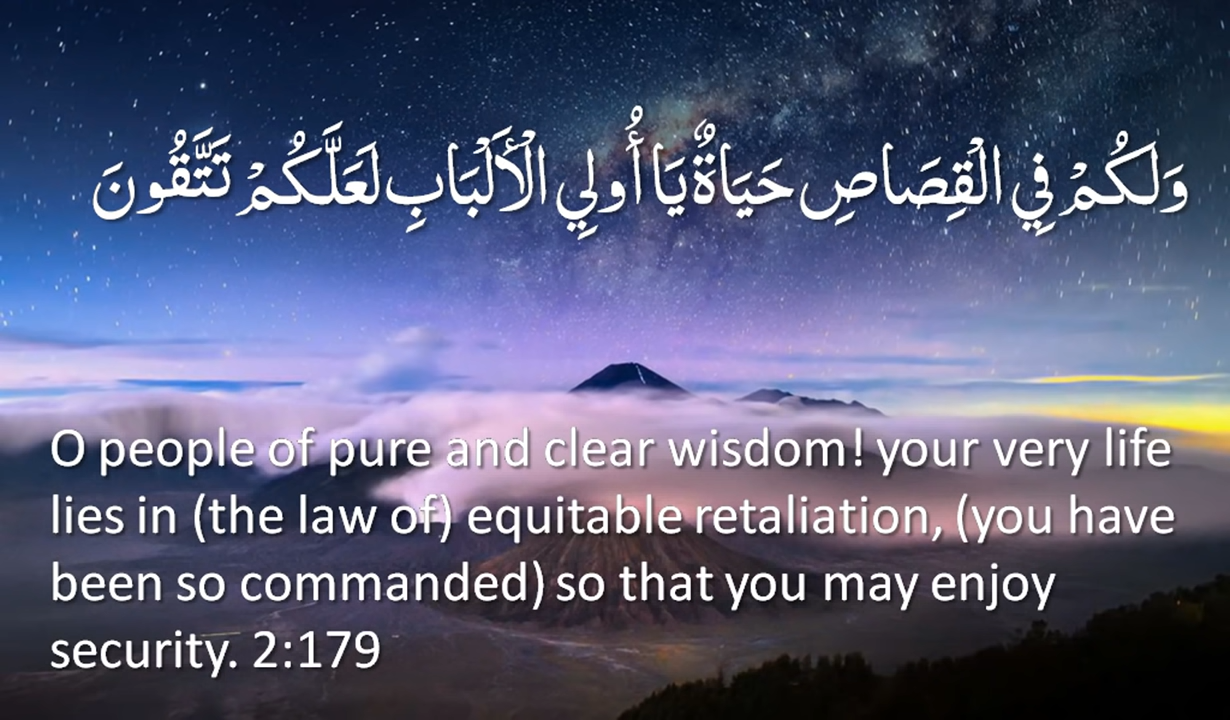 وَلَكُمْ فِي الْقِصَاصِ حَيَاةٌ يَا أُولِي الْأَلْبَابِ لَعَلَّكُمْ تَتَّقُونَ
O people of pure and clear wisdom! your very life
lies in (the law of) equitable retaliation, (you have
been so commanded) so that you may enjoy
security. 2:179